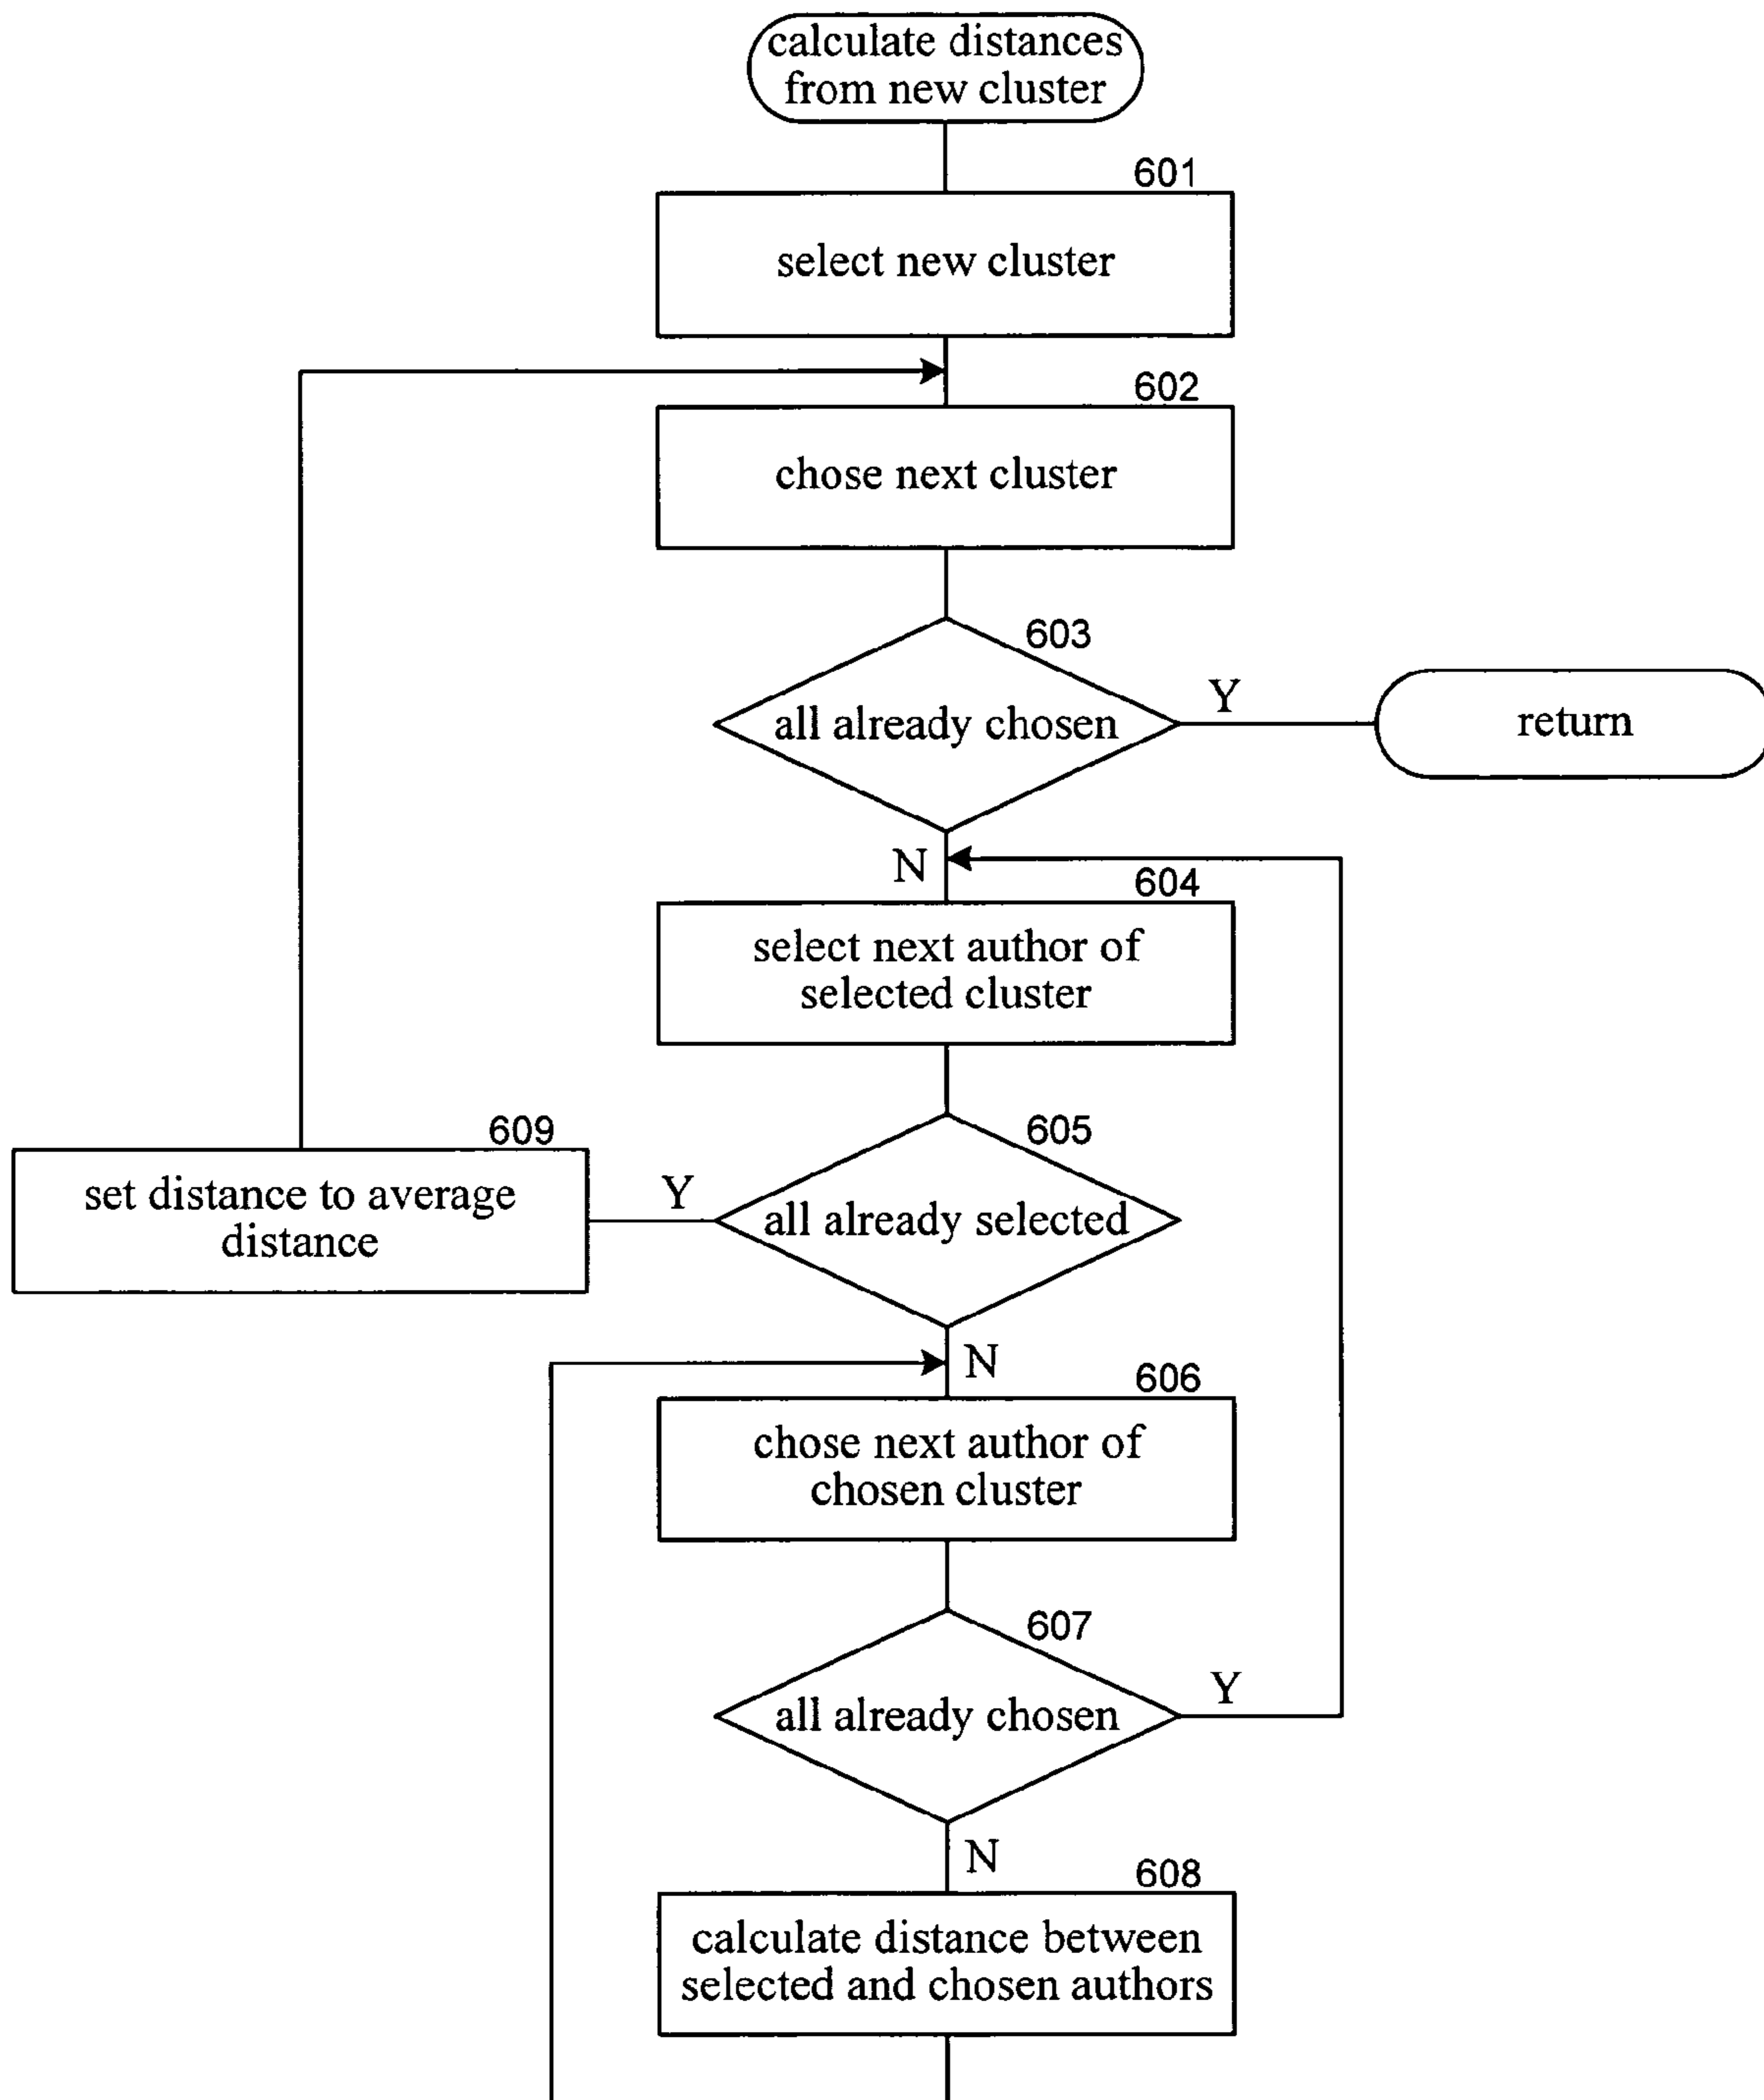 calculate distances
from new cluster
601
select new cluster
602
chose next cluster
603
all already chosen
Y
return
N
604
select next author of
selected cluster
605
all already selected
Y
609
set distance to average
distance
N
606
chose next author of
chosen cluster
607
all already chosen
Y
N
608
calculate distance between
selected and chosen authors